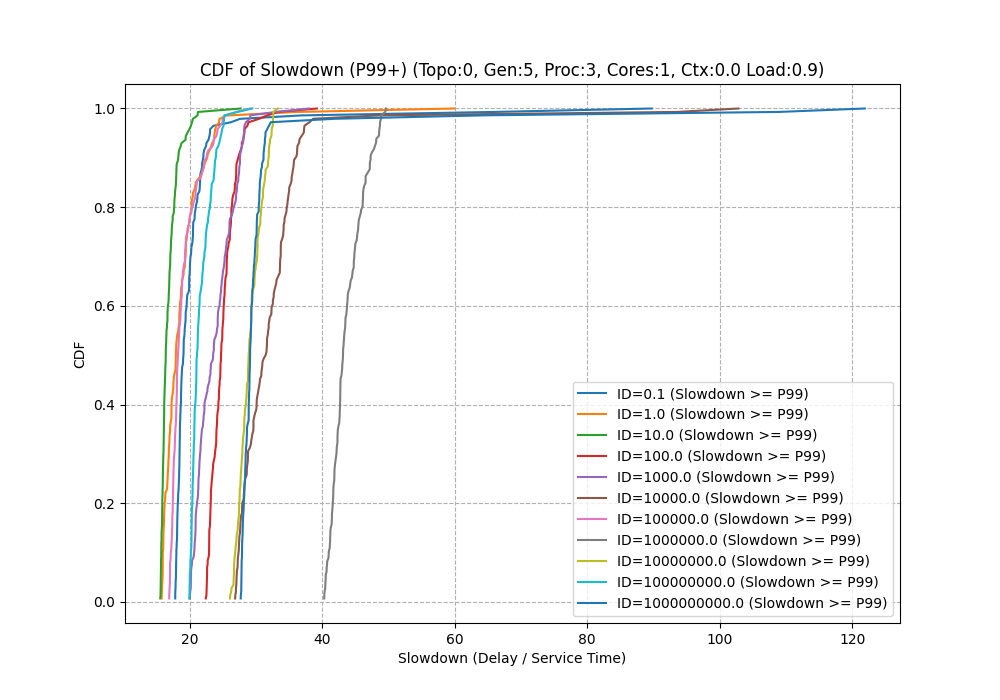 CDF of Slowdown (P99+) (Topo:0, Gen:5, Proc:3, Cores:1, Ctx:0.0 Load:0.9)
1.0
0.8
0.6
0.4
0.2
0.0
CDF
ID=0.1 (Slowdown >= P99)
ID=1.0 (Slowdown >= P99)
ID=10.0 (Slowdown >= P99)
ID=100.0 (Slowdown >= P99)
ID=1000.0 (Slowdown >= P99)
ID=10000.0 (Slowdown >= P99)
ID=100000.0 (Slowdown >= P99)
ID=1000000.0 (Slowdown >= P99)
ID=10000000.0 (Slowdown >= P99)
ID=100000000.0 (Slowdown >= P99)
ID=1000000000.0 (Slowdown >= P99)
20 40 60 80 100 120
Slowdown (Delay / Service Time)